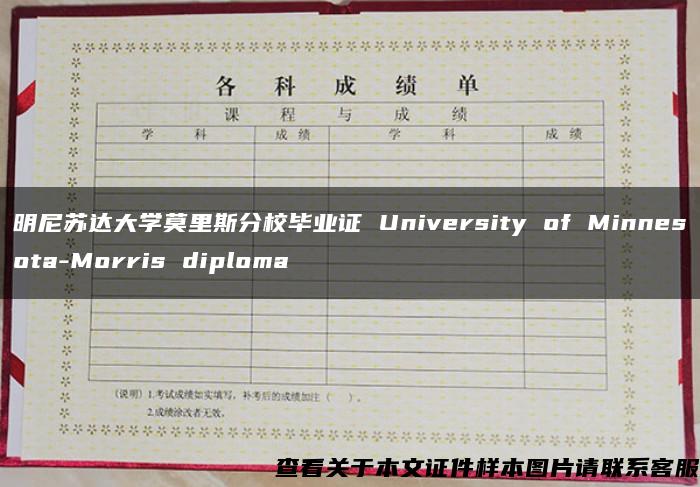 各科成绩单
课程与成绩
学科 成绩 学科 成绩
明尼苏达大学莫里斯分校毕业证 University of Minnes
ota-Morris diploma
(说明) 1.考试成绩如实填写，补考后的成绩加注（ ）。
2.成绩涂改者无效。
查看关于本文证件样本图片请联系客服